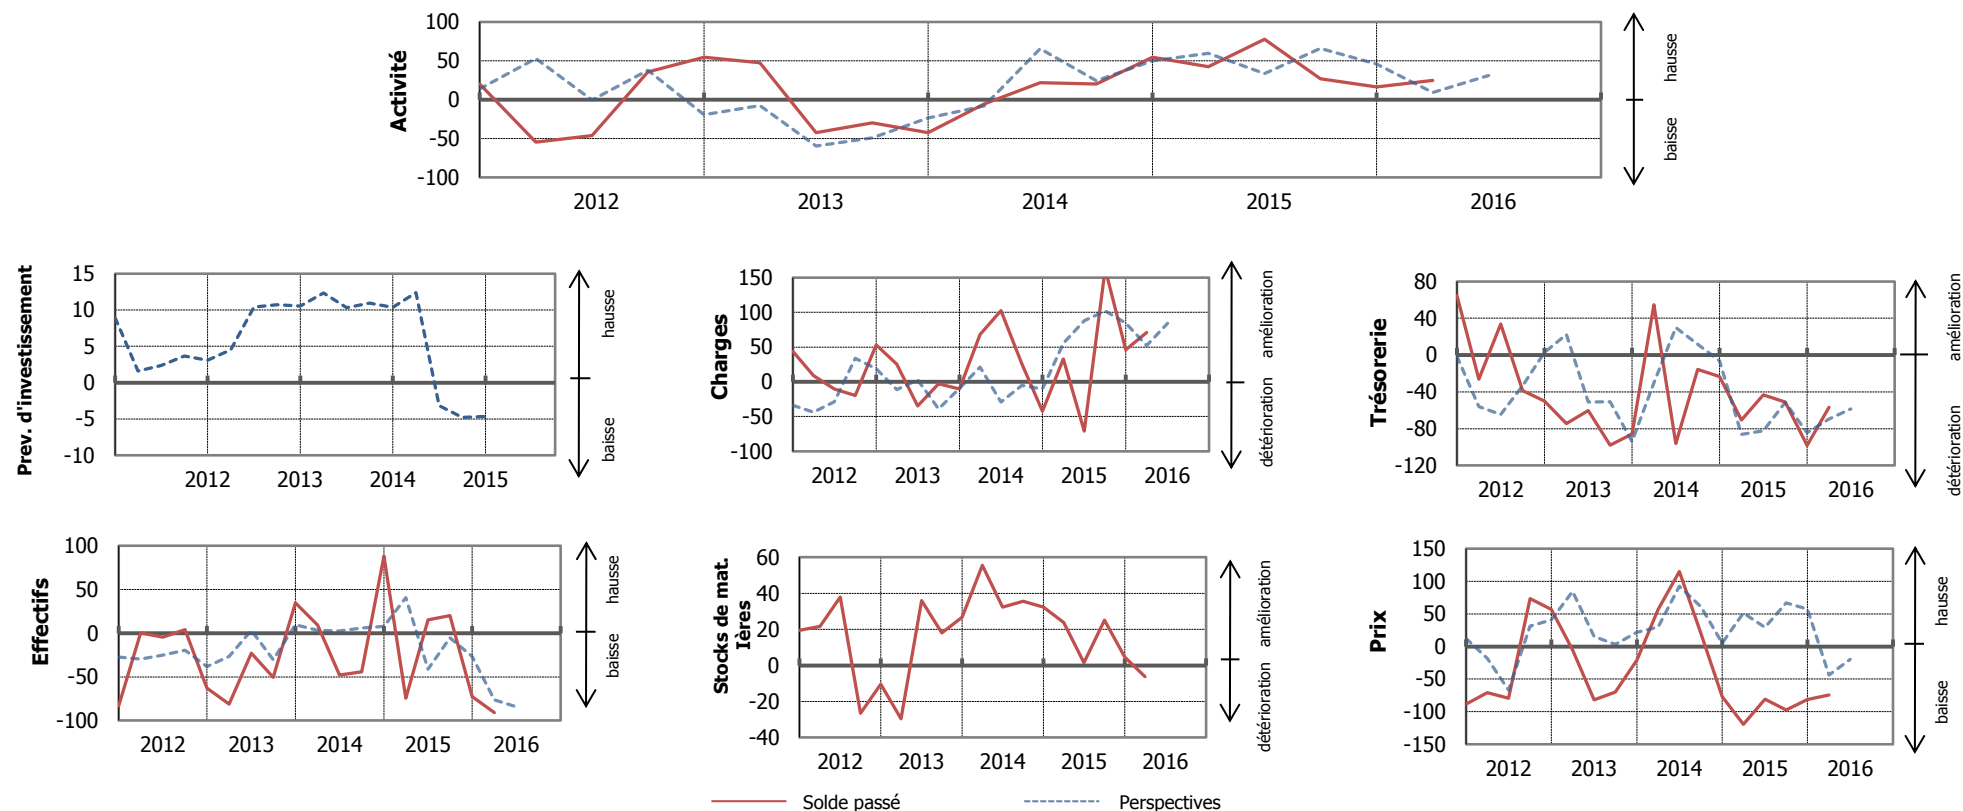 Activité
100
50
0
-50
-100
2012 2013 2014 2015 2016
hausse
baisse
Prev. d'investissement
15
10
5
0
-5
-10
2012 2013 2014 2015
hausse
baisse
Charges
150
100
50
0
-50
-100
2012 2013 2014 2015 2016
amélioration
détérioration
Trésorerie
80
40
0
-40
-80
-120
2012 2013 2014 2015 2016
amélioration
détérioration
Effectifs
100
50
0
-50
-100
2012 2013 2014 2015 2016
hausse
baisse
Stocks de mat.
Ières
60
40
20
0
-20
-40
2012 2013 2014 2015 2016
amélioration
détérioration
Prix
150
100
50
0
-50
-100
-150
2012 2013 2014 2015 2016
hausse
baisse
Solde passé Perspectives